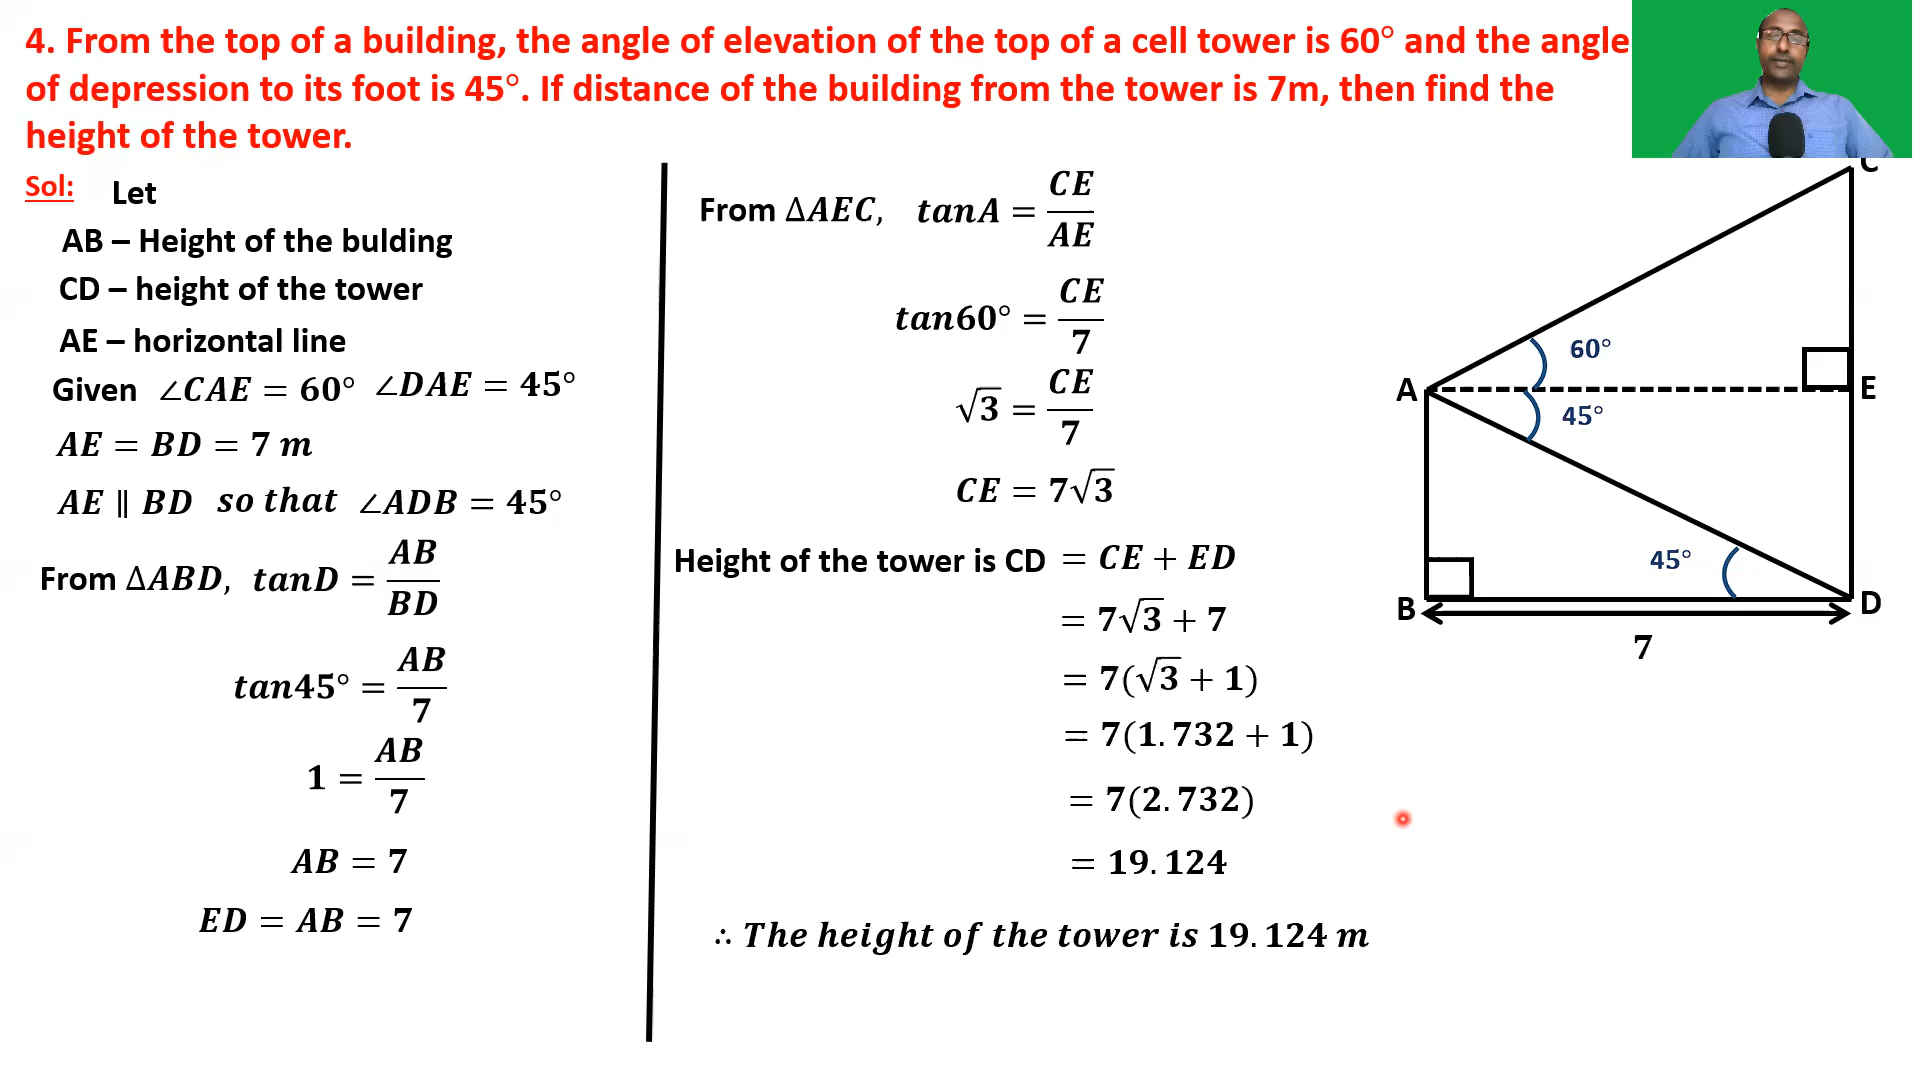 4. From the top of a building, the angle of elevation of the top of a cell tower is 60° and the angle
of depression to its foot is 45°. If distance of the building from the tower is 7m, then find the
height of the tower.
Sol: Let
AB – Height of the bulding
CD – height of the tower
AE – horizontal line
Given ∠CAE = 60° ∠DAE = 45°
AE = BD = 7 m
AE ∥ BD so that ∠ADB = 45°
From ΔABD, tanD = AB/BD
tan45° = AB/7
1 = AB/7
AB = 7
ED = AB = 7
From ΔAEC, tanA = CE/AE
tan60° = CE/7
√3 = CE/7
CE = 7√3
Height of the tower is CD = CE + ED
= 7√3 + 7
= 7(√3 + 1)
= 7(1.732 + 1)
= 7(2.732)
= 19.124
∴ The height of the tower is 19.124 m
C
60°
A
E
45°
45°
B
D
7